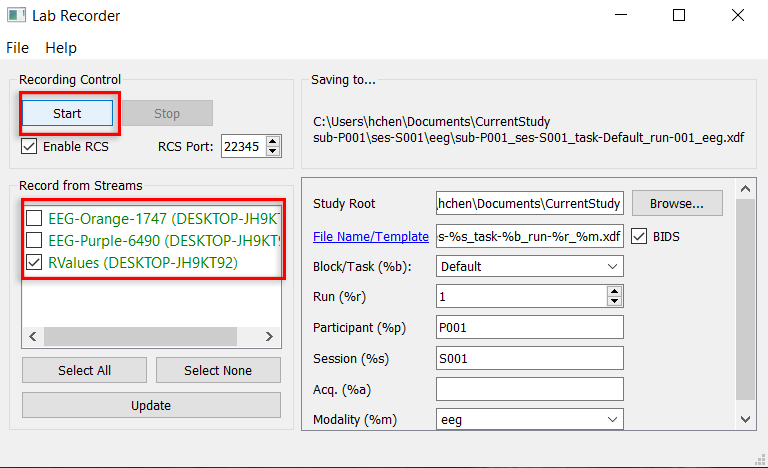 Lab Recorder
File Help
Recording Control
Start Stop
Enable RCS RCS Port: 22345
Saving to...
C:\Users\hchen\Documents\CurrentStudy
sub-P001\ses-S001\eeg\sub-P001_ses-S001_task-Default_run-001_eeg.xdf
Record from Streams
EEG-Orange-1747 (DESKTOP-JH9KT
EEG-Purple-6490 (DESKTOP-JH9KT9
RValues (DESKTOP-JH9KT92)
Select All Select None
Update
Study Root hchen\Documents\CurrentStudy Browse...
File Name/Template s-%s_task-%b_run-%r_%m.xdf BIDS
Block/Task (%b): Default
Run (%r) 1
Participant (%p) P001
Session (%s) S001
Acq. (%a)
Modality (%m) eeg